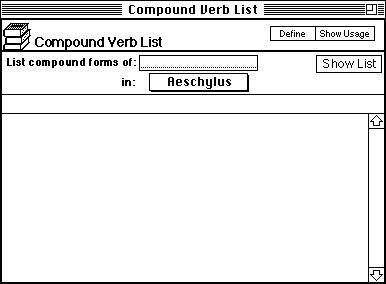 Compound Verb List
Compound Verb List
Define
Show Usage
List compound forms of:
Show List
in:
Aeschylus